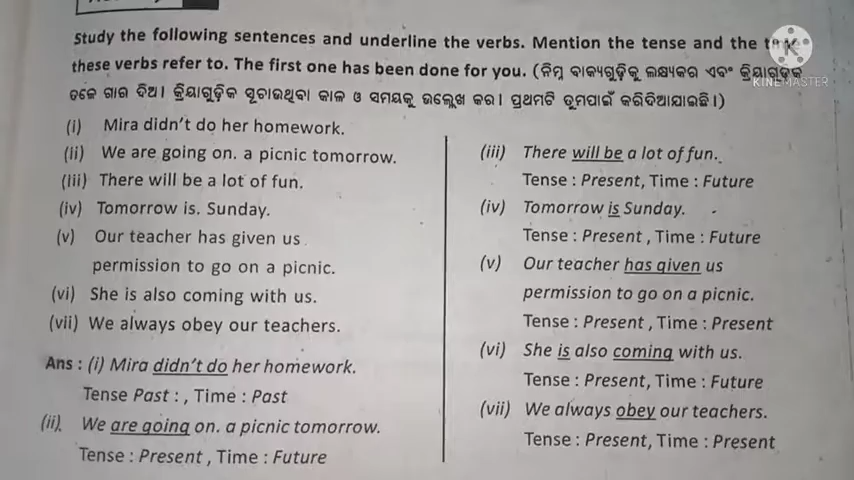 Study the following sentences and underline the verbs. Mention the tense and the
these verbs refer to. The first one has been done for you. (ନିମ୍ନ ବାକ୍ୟଗୁଡ଼ିକୁ ଲକ୍ଷ୍ୟକର ଏବଂ କ୍ରିୟାଗୁଡ଼ିକ
ତଳେ ଗାର ଦିଅ। କ୍ରିୟାଗୁଡ଼ିକ ସୂଚାଉଥିବା କାଳ ଓ ସମୟକୁ ଉଲ୍ଲେଖ କର। ପ୍ରଥମଟି ତୁମପାଇଁ କରିଦିଆଯାଇଛି।)
K
KINEMASTER
(i) Mira didn't do her homework.
(ii) We are going on. a picnic tomorrow.
(iii) There will be a lot of fun.
(iv) Tomorrow is. Sunday.
(v) Our teacher has given us
permission to go on a picnic.
(vi) She is also coming with us.
(vii) We always obey our teachers.
Ans : (i) Mira didn't do her homework.
Tense Past : , Time : Past
(ii). We are going on. a picnic tomorrow.
Tense : Present , Time : Future
(iii) There will be a lot of fun.
Tense : Present, Time : Future
(iv) Tomorrow is Sunday.
Tense : Present , Time : Future
(v) Our teacher has given us
permission to go on a picnic.
Tense : Present , Time : Present
(vi) She is also coming with us.
Tense : Present, Time : Future
(vii) We always obey our teachers.
Tense : Present, Time : Present